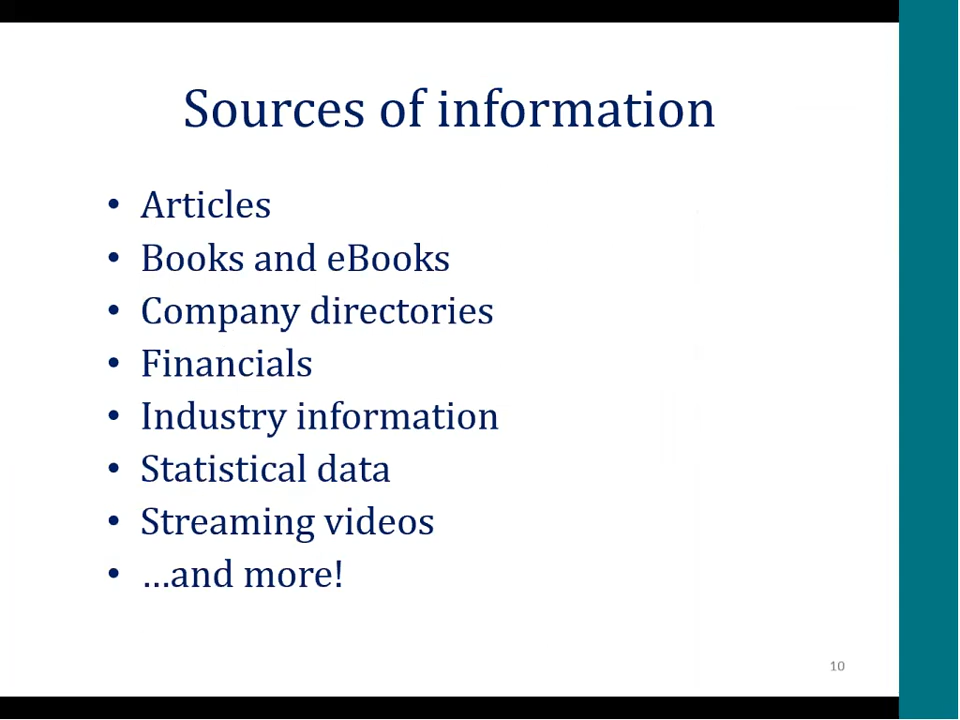 Sources of information
• Articles
• Books and eBooks
• Company directories
• Financials
• Industry information
• Statistical data
• Streaming videos
• …and more!
10